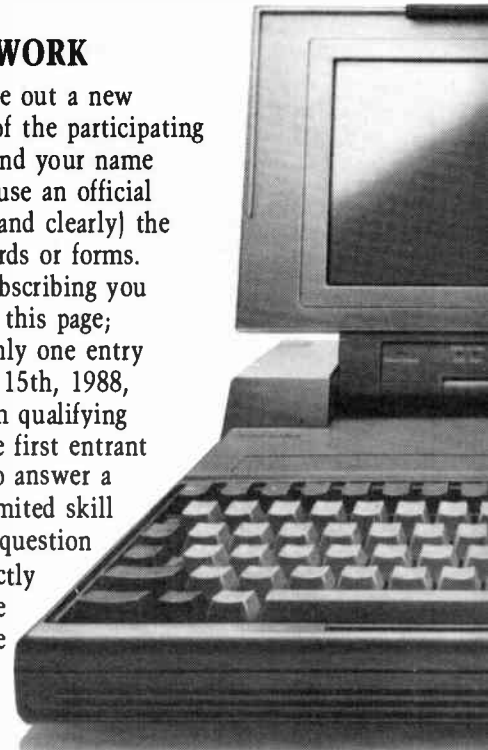 WORK
e out a new
of the participating
nd your name
use an official
and clearly) the
rds or forms.
bscribing you
this page;
nly one entry
15th, 1988,
n qualifying
e first entrant
o answer a
mited skill
question
ctly
e
e